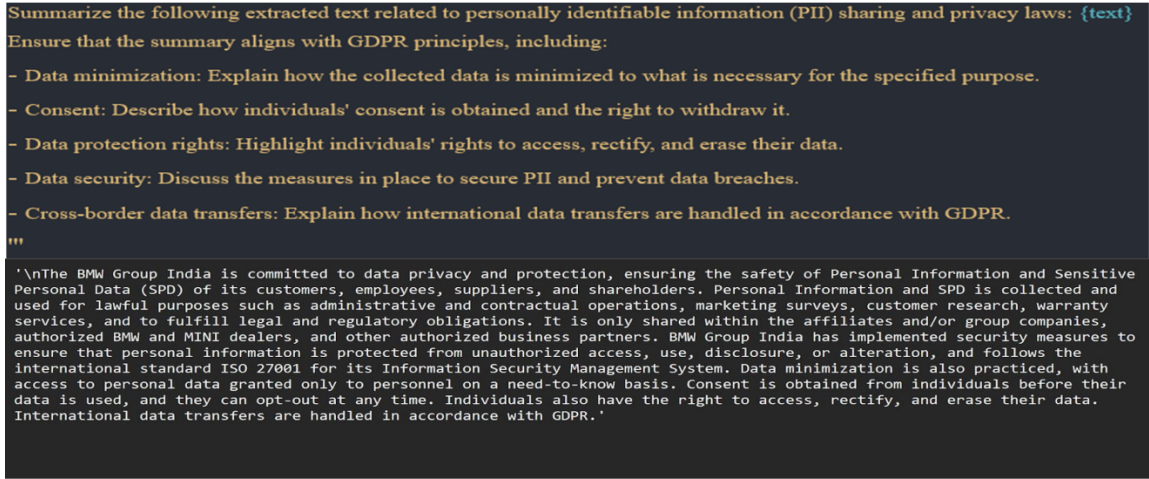 Summarize the following extracted text related to personally identifiable information (PII) sharing and privacy laws: {text}
Ensure that the summary aligns with GDPR principles, including:
- Data minimization: Explain how the collected data is minimized to what is necessary for the specified purpose.
- Consent: Describe how individuals' consent is obtained and the right to withdraw it.
- Data protection rights: Highlight individuals' rights to access, rectify, and erase their data.
- Data security: Discuss the measures in place to secure PII and prevent data breaches.
- Cross-border data transfers: Explain how international data transfers are handled in accordance with GDPR.
'''
'\nThe BMW Group India is committed to data privacy and protection, ensuring the safety of Personal Information and Sensitive
Personal Data (SPD) of its customers, employees, suppliers, and shareholders. Personal Information and SPD is collected and
used for lawful purposes such as administrative and contractual operations, marketing surveys, customer research, warranty
services, and to fulfill legal and regulatory obligations. It is only shared within the affiliates and/or group companies,
authorized BMW and MINI dealers, and other authorized business partners. BMW Group India has implemented security measures to
ensure that personal information is protected from unauthorized access, use, disclosure, or alteration, and follows the
international standard ISO 27001 for its Information Security Management System. Data minimization is also practiced, with
access to personal data granted only to personnel on a need-to-know basis. Consent is obtained from individuals before their
data is used, and they can opt-out at any time. Individuals also have the right to access, rectify, and erase their data.
International data transfers are handled in accordance with GDPR.'